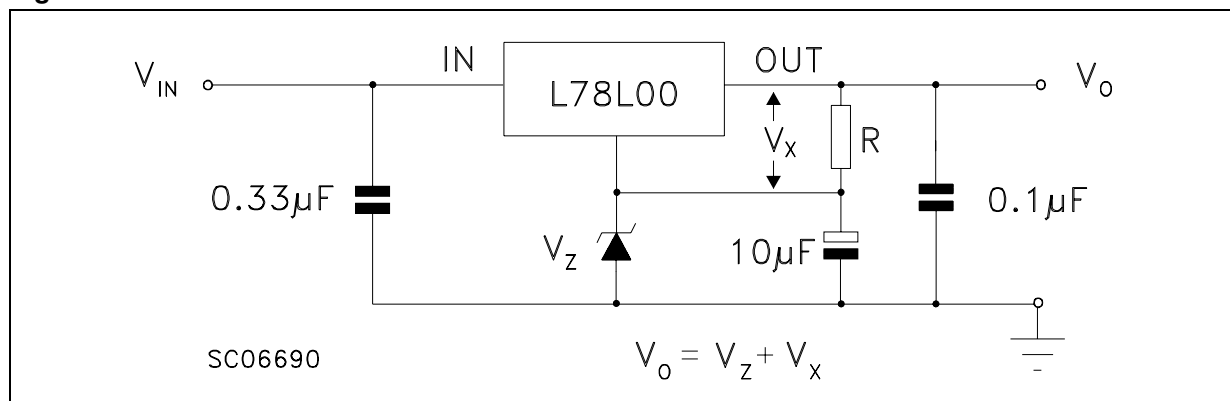 V_IN
IN
L78L00
OUT
V_O
V_X
R
0.33µF
V_Z
10µF
0.1µF
SC06690
V_O = V_Z + V_X